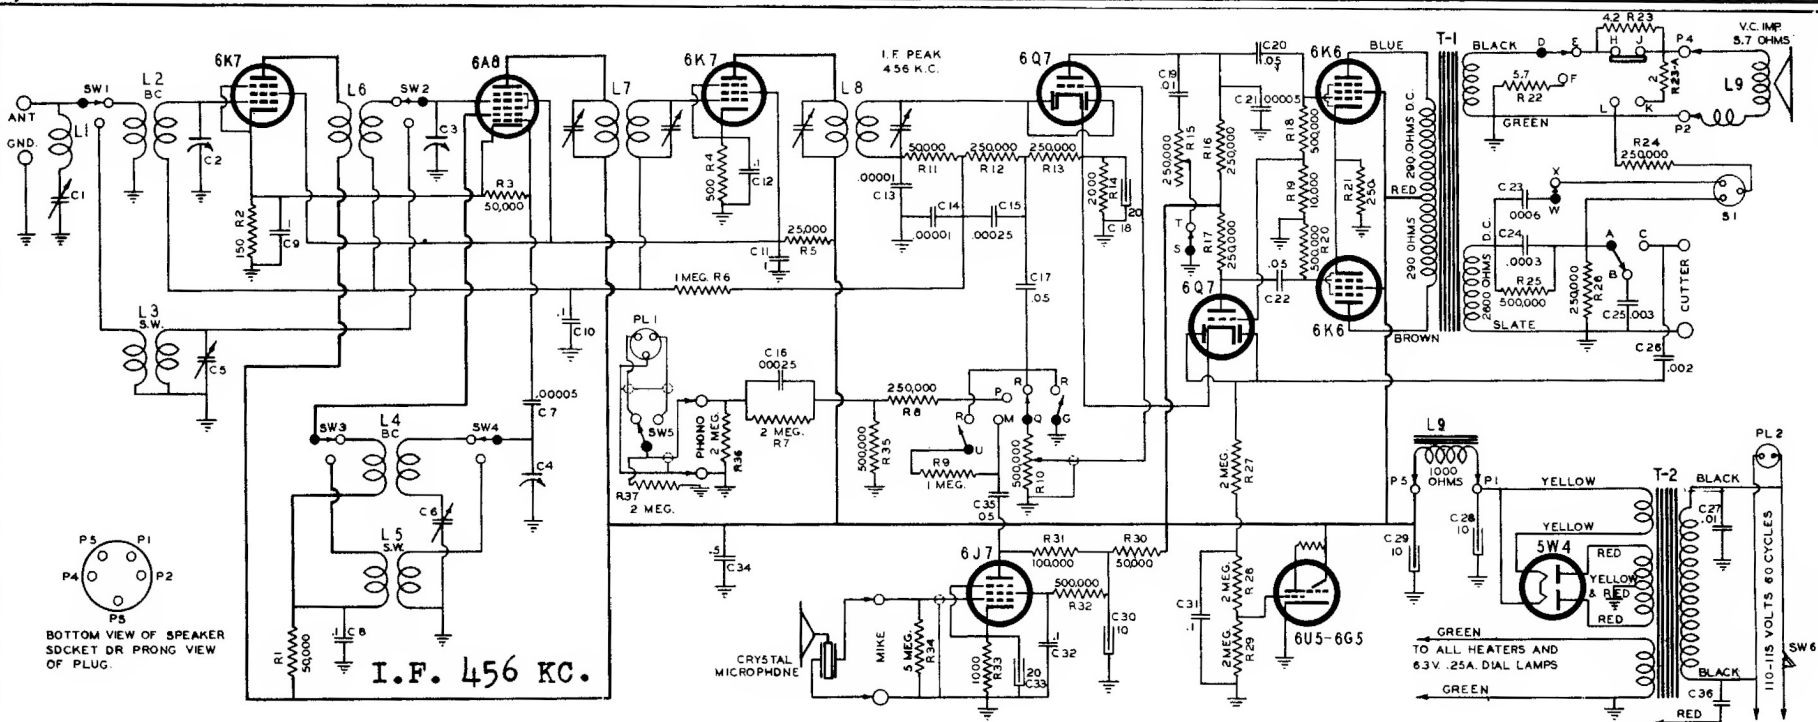 6K7
6A8
6K7
I.F. PEAK
456 K.C.
6Q7
C20
.05
6K6
BLUE
T-1
BLACK
D
E
4.2 R23
H
J
P4
V.C. IMP.
5.7 OHMS
ANT
SW1
L2
BC
L6
SW2
L7
L8
C19
.01
C21 .00005
R18
500,000
290 OHMS D.C.
5.7
R22
F
2
R23-A
L9
L
K
P2
GREEN
GND.
L1
C1
C2
C3
R3
50,000
R4
500
.1
C12
50,000
R11
250,000
R12
250,000
R13
.00001
C13
C14
.00001
C15
.00025
2,000
R14
20
C18
250,000
R15
R16
250,000
T
S
R17
250,000
R19
10,000
R20
500,000
R21
250
RED
290 OHMS
R24
250,000
X
Z
W
C23
.0006
S1
R2
150
.1
C9
25,000
R5
C11
.1
C17
.05
1 MEG. R6
.1
C10
.05
C22
6Q7
6K6
BROWN
2600 OHMS D.C.
C24
.0003
R25
500,000
SLATE
A
B
C
250,000
R26
C25 .003
CUTTER
C26
.002
L3
S.W.
C5
PL1
C16
.00025
2 MEG.
R7
SW5
PHONO
2 MEG.
R36
R37
2 MEG.
500,000
R35
250,000
R8
P
R
M
U
R
Q
R
G
R9
1 MEG.
500,000
R10
.00005
C7
SW3
L4
BC
SW4
C4
C6
L5
S.W.
2 MEG.
R27
L9
1000
OHMS
P5
P1
YELLOW
YELLOW
T-2
BLACK
PL2
C27
.01
C35
.05
.5
C34
6J7
R31
100,000
R30
50,000
500,000
R32
C30
10
C31
.1
2 MEG.
R28
2 MEG.
R29
6U5-6G5
C29
10
C28
10
5W4
RED
YELLOW
& RED
RED
110-115 VOLTS 60 CYCLES
SW6
P5
P1
P4
P2
P5
BOTTOM VIEW OF SPEAKER
SOCKET OR PRONG VIEW
OF PLUG.
R1
50,000
.1
C8
I.F. 456 KC.
CRYSTAL
MICROPHONE
MIKE
5 MEG.
R34
1000
R33
20
C33
.1
C32
GREEN
TO ALL HEATERS AND
6.3V. .25A. DIAL LAMPS
GREEN
BLACK
C36
RED